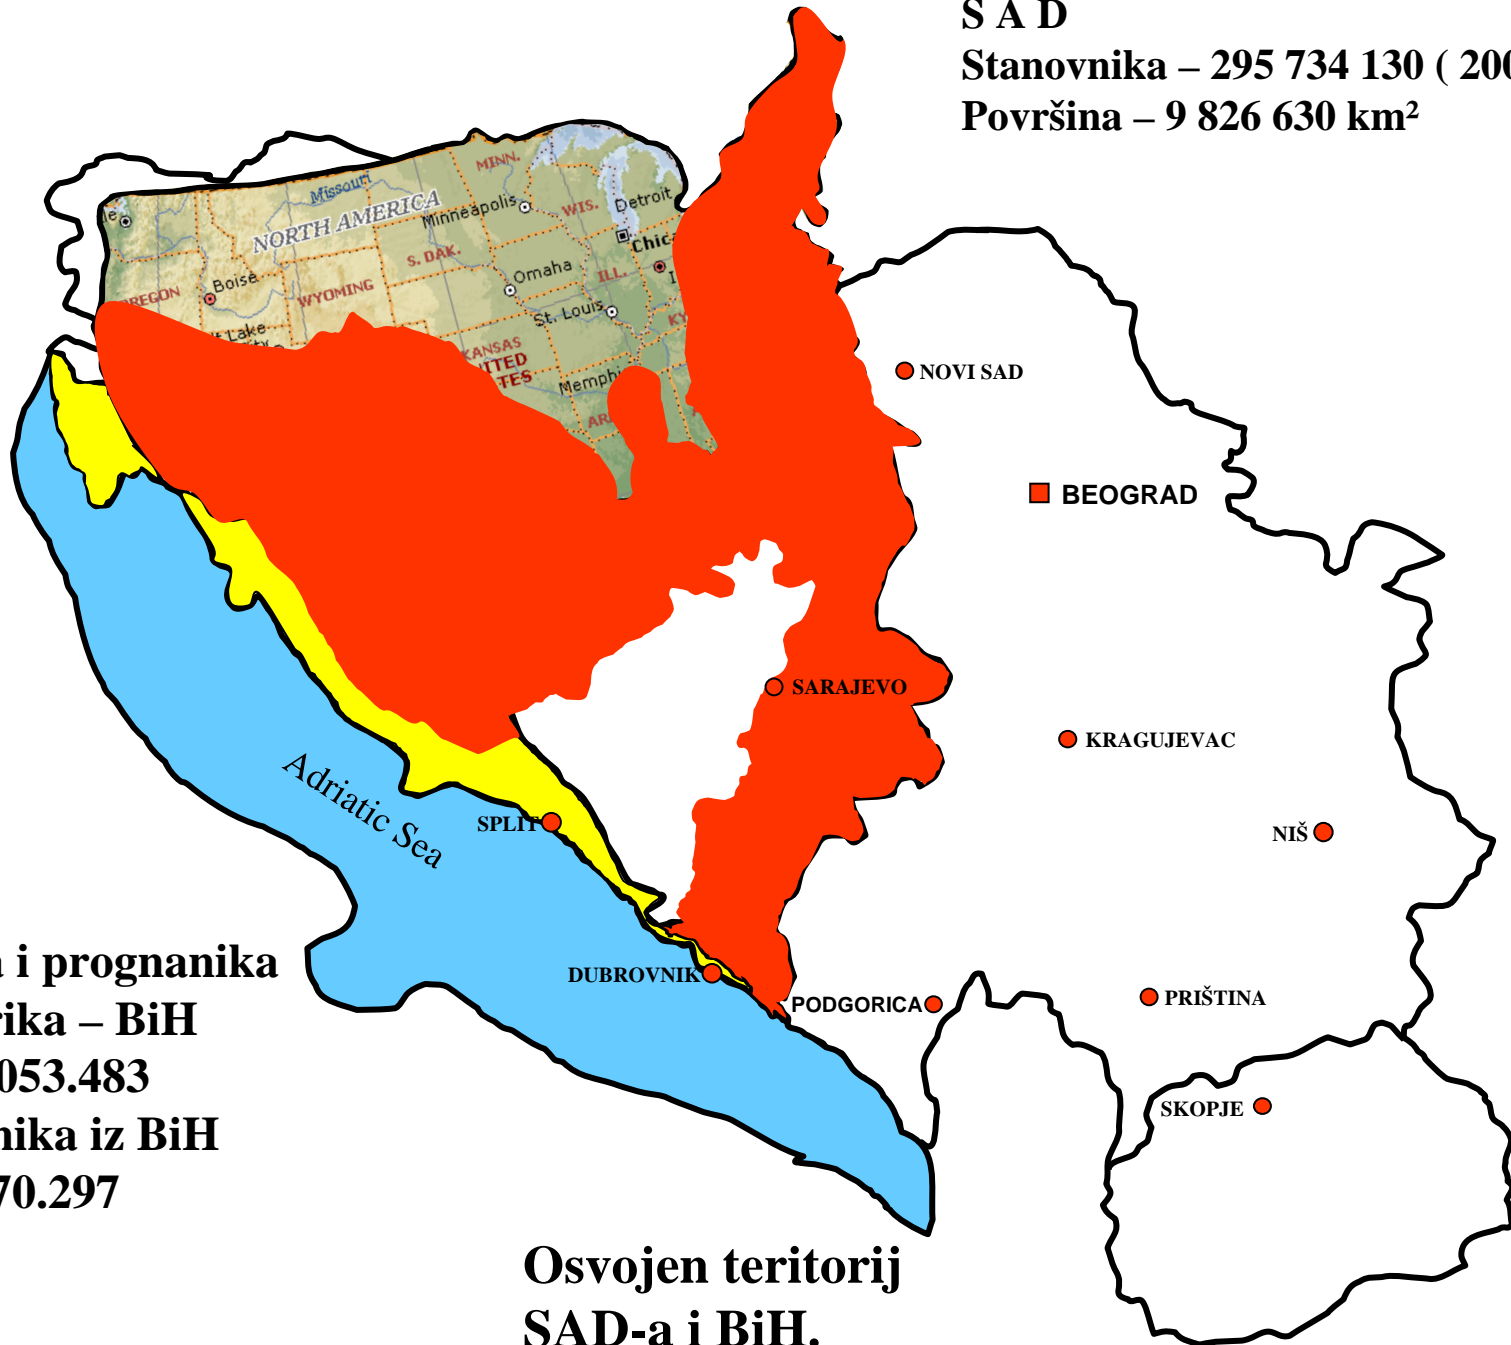 S A D
Stanovnika – 295 734 130 ( 200
Površina – 9 826 630 km²
MINN.
Missouri
NORTH AMERICA
Minneapolis
WIS.
Detroit
S. DAK.
Chic
Omaha
ILL.
Boise
WYOMING
REGON
St. Louis
t Lake
KY
KANSAS
ITED
TES
Memphi
AR
NOVI SAD
BEOGRAD
SARAJEVO
KRAGUJEVAC
Adriatic Sea
SPLIT
NIŠ
a i prognanika
DUBROVNIK
PODGORICA
PRIŠTINA
rika – BiH
053.483
SKOPJE
nika iz BiH
70.297
Osvojen teritorij
SAD-a i BiH.